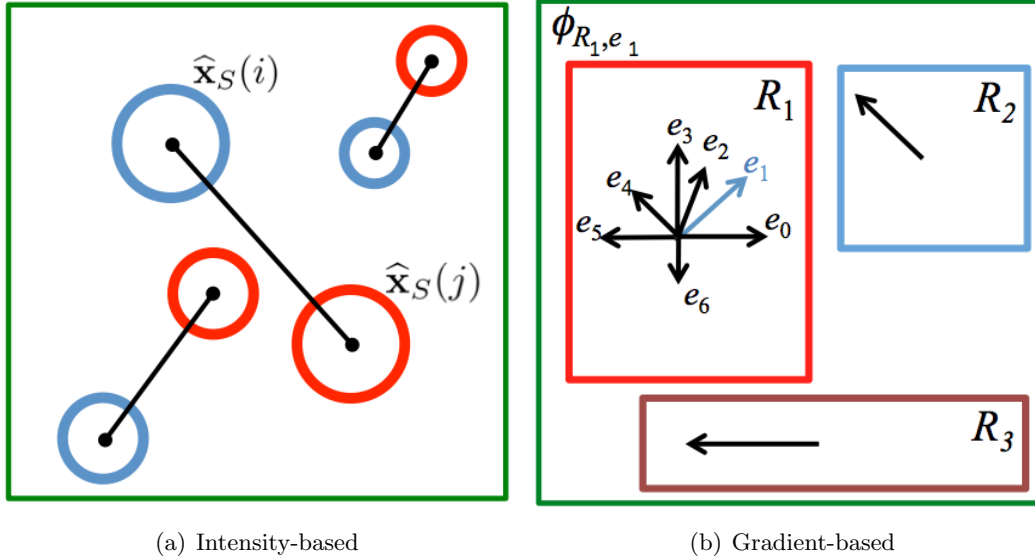 x̂_S(i)
x̂_S(j)
ϕ_{R_1,e_1}
R_1
R_2
e_3
e_2
e_1
e_4
e_5
e_0
e_6
R_3
(a) Intensity-based
(b) Gradient-based